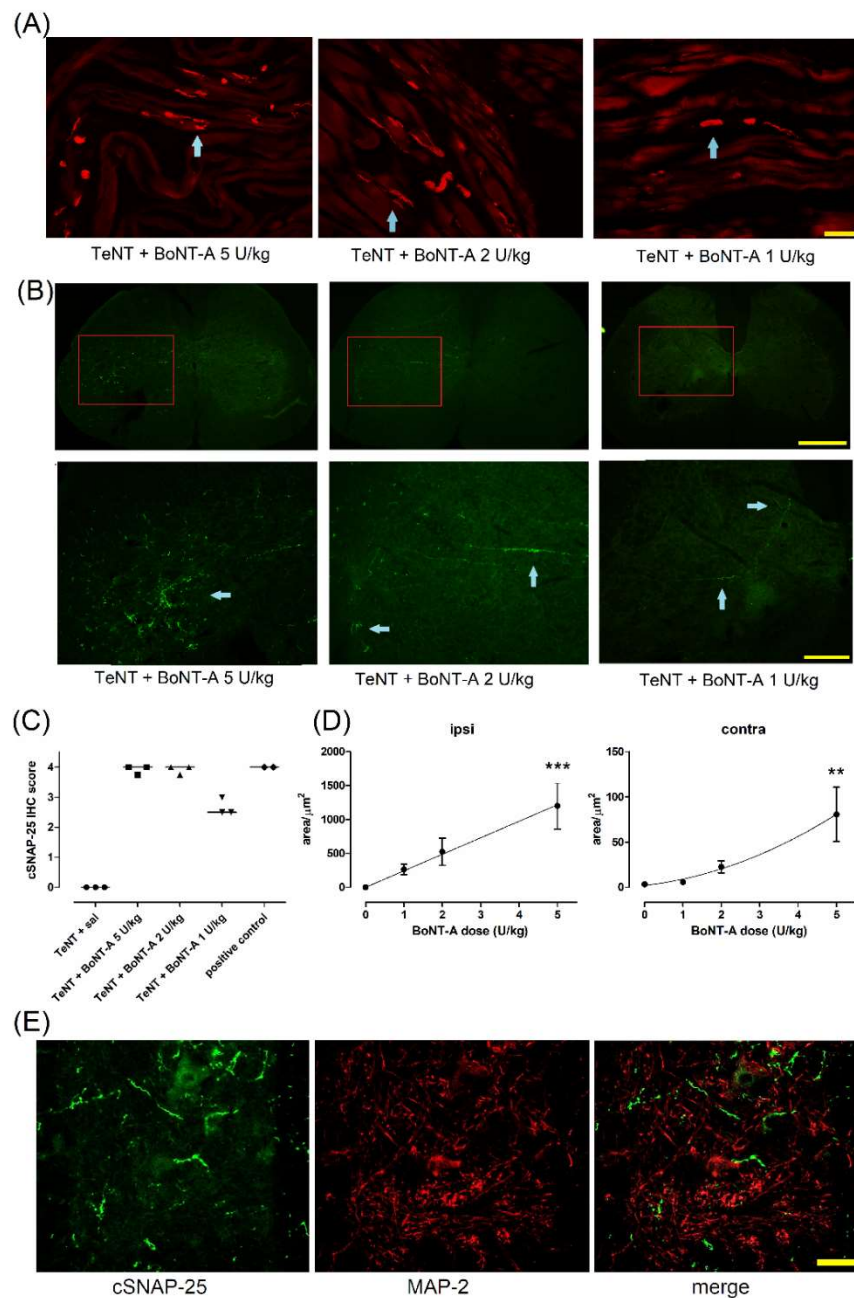 (A)
TeNT + BoNT-A 5 U/kg
TeNT + BoNT-A 2 U/kg
TeNT + BoNT-A 1 U/kg
(B)
TeNT + BoNT-A 5 U/kg
TeNT + BoNT-A 2 U/kg
TeNT + BoNT-A 1 U/kg
(C)
cSNAP-25 IHC score
4
3
2
1
0
TeNT + sal
TeNT + BoNT-A 5 U/kg
TeNT + BoNT-A 2 U/kg
TeNT + BoNT-A 1 U/kg
positive control
(D)
ipsi
area/μm²
2000
1500
1000
500
0
***
0 1 2 3 4 5
BoNT-A dose (U/kg)
contra
area/μm²
150
100
50
0
**
0 1 2 3 4 5
BoNT-A dose (U/kg)
(E)
cSNAP-25
MAP-2
merge